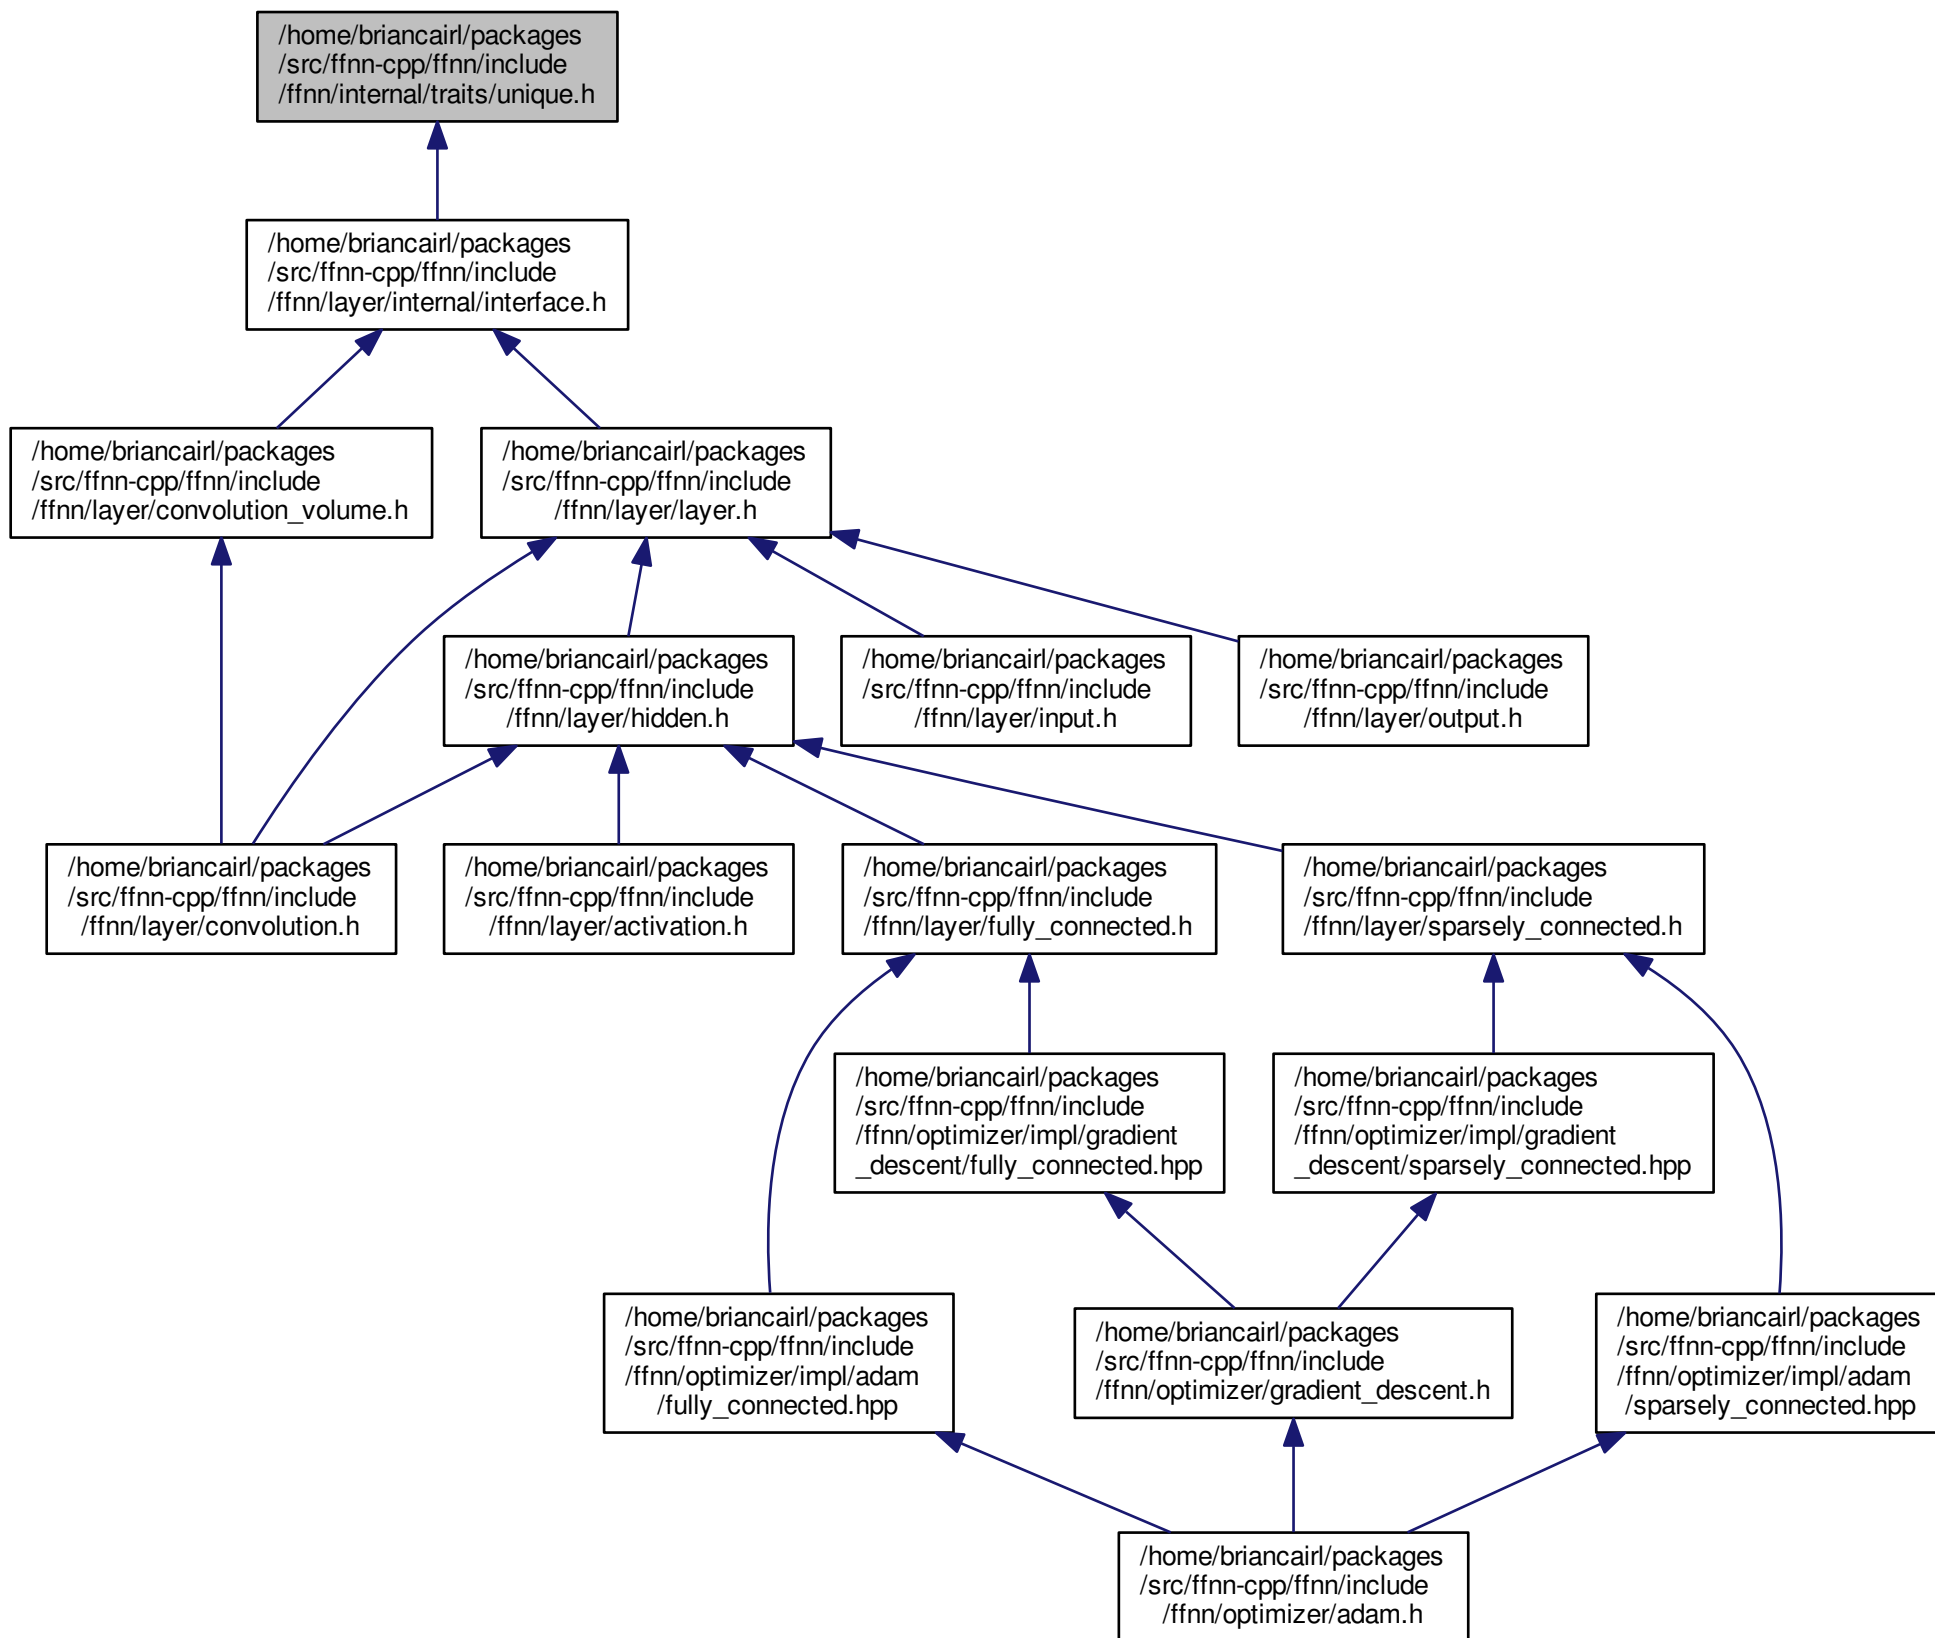 /home/briancairl/packages
/src/ffnn-cpp/ffnn/include
/ffnn/internal/traits/unique.h
/home/briancairl/packages
/src/ffnn-cpp/ffnn/include
/ffnn/layer/internal/interface.h
/home/briancairl/packages
/src/ffnn-cpp/ffnn/include
/ffnn/layer/convolution_volume.h
/home/briancairl/packages
/src/ffnn-cpp/ffnn/include
/ffnn/layer/layer.h
/home/briancairl/packages
/src/ffnn-cpp/ffnn/include
/ffnn/layer/hidden.h
/home/briancairl/packages
/src/ffnn-cpp/ffnn/include
/ffnn/layer/input.h
/home/briancairl/packages
/src/ffnn-cpp/ffnn/include
/ffnn/layer/output.h
/home/briancairl/packages
/src/ffnn-cpp/ffnn/include
/ffnn/layer/convolution.h
/home/briancairl/packages
/src/ffnn-cpp/ffnn/include
/ffnn/layer/activation.h
/home/briancairl/packages
/src/ffnn-cpp/ffnn/include
/ffnn/layer/fully_connected.h
/home/briancairl/packages
/src/ffnn-cpp/ffnn/include
/ffnn/layer/sparsely_connected.h
/home/briancairl/packages
/src/ffnn-cpp/ffnn/include
/ffnn/optimizer/impl/gradient
_descent/fully_connected.hpp
/home/briancairl/packages
/src/ffnn-cpp/ffnn/include
/ffnn/optimizer/impl/gradient
_descent/sparsely_connected.hpp
/home/briancairl/packages
/src/ffnn-cpp/ffnn/include
/ffnn/optimizer/impl/adam
/fully_connected.hpp
/home/briancairl/packages
/src/ffnn-cpp/ffnn/include
/ffnn/optimizer/gradient_descent.h
/home/briancairl/packages
/src/ffnn-cpp/ffnn/include
/ffnn/optimizer/impl/adam
/sparsely_connected.hpp
/home/briancairl/packages
/src/ffnn-cpp/ffnn/include
/ffnn/optimizer/adam.h